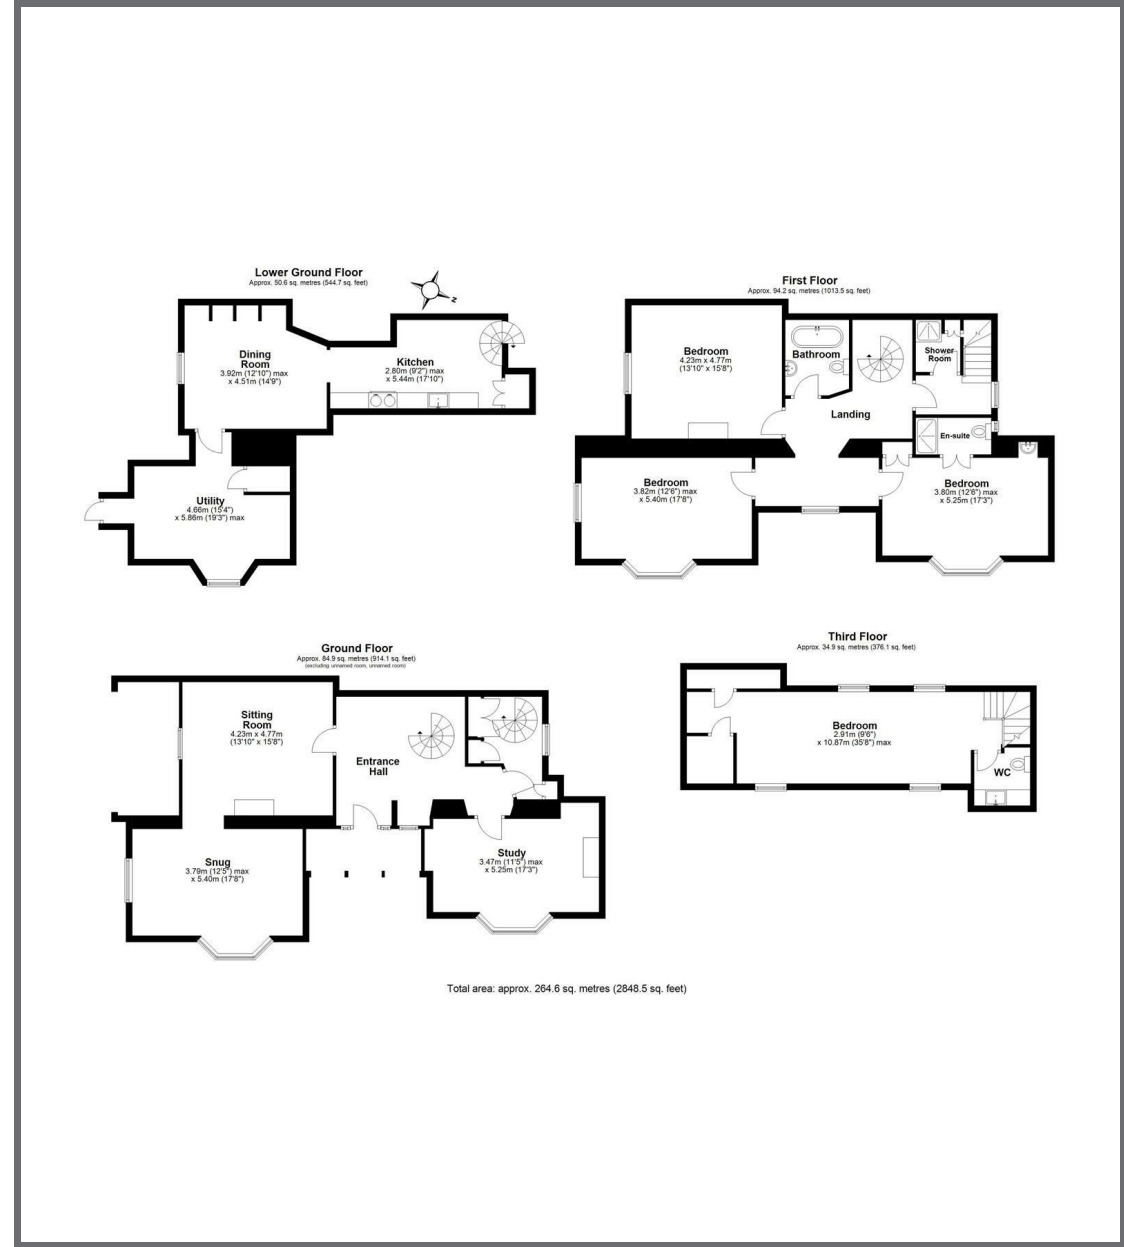 Lower Ground Floor
Approx. 50.6 sq. metres (544.7 sq. feet)
N
Dining
Room
3.92m (12'10") max
x 4.51m (14'9")
Kitchen
2.80m (9'2") max
x 5.44m (17'10")
Utility
4.66m (15'4")
x 5.86m (19'3") max
First Floor
Approx. 94.2 sq. metres (1013.5 sq. feet)
Bedroom
4.23m x 4.77m
(13'10" x 15'8")
Bathroom
Shower
Room
Landing
En-suite
Bedroom
3.82m (12'6") max
x 5.40m (17'8")
Bedroom
3.80m (12'6") max
x 5.25m (17'3")
Ground Floor
Approx. 84.9 sq. metres (914.1 sq. feet)
(excluding unnamed room, unnamed room)
Sitting
Room
4.23m x 4.77m
(13'10" x 15'8")
Entrance
Hall
Snug
3.79m (12'5") max
x 5.40m (17'8")
Study
3.47m (11'5") max
x 5.25m (17'3")
Third Floor
Approx. 34.9 sq. metres (376.1 sq. feet)
Bedroom
2.91m (9'6")
x 10.87m (35'8") max
WC
Total area: approx. 264.6 sq. metres (2848.5 sq. feet)